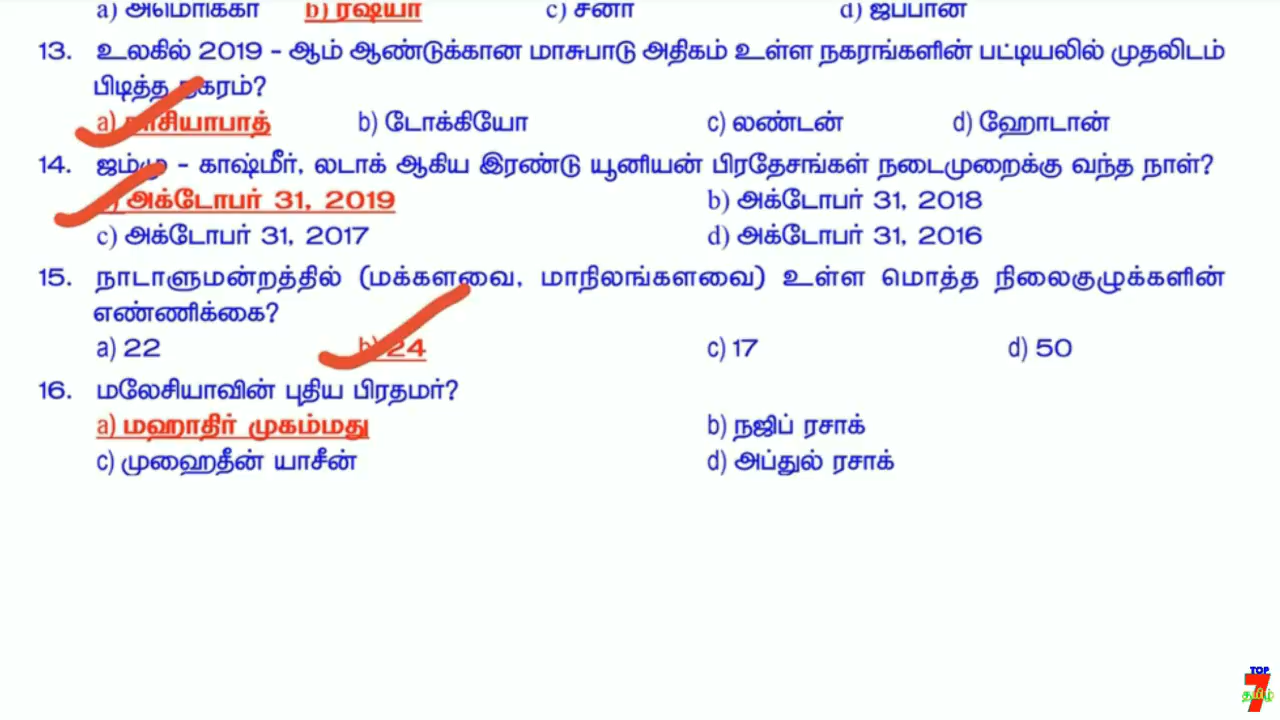 a) அமெரிக்கா b) ரஷ்யா c) சீனா d) ஜப்பான்
13. உலகில் 2019 - ஆம் ஆண்டுக்கான மாசுபாடு அதிகம் உள்ள நகரங்களின் பட்டியலில் முதலிடம்
பிடித்த நகரம்?
a) காசியாபாத் b) டோக்கியோ c) லண்டன் d) ஹோடான்
14. ஜம்மு - காஷ்மீர், லடாக் ஆகிய இரண்டு யூனியன் பிரதேசங்கள் நடைமுறைக்கு வந்த நாள்?
a) அக்டோபர் 31, 2019 b) அக்டோபர் 31, 2018
c) அக்டோபர் 31, 2017 d) அக்டோபர் 31, 2016
15. நாடாளுமன்றத்தில் (மக்களவை, மாநிலங்களவை) உள்ள மொத்த நிலைகுழுக்களின்
எண்ணிக்கை?
a) 22 b) 24 c) 17 d) 50
16. மலேசியாவின் புதிய பிரதமர்?
a) மஹாதிர் முகம்மது b) நஜிப் ரசாக்
c) முஹைதீன் யாசீன் d) அப்துல் ரசாக்
TOP
7
தமிழ்